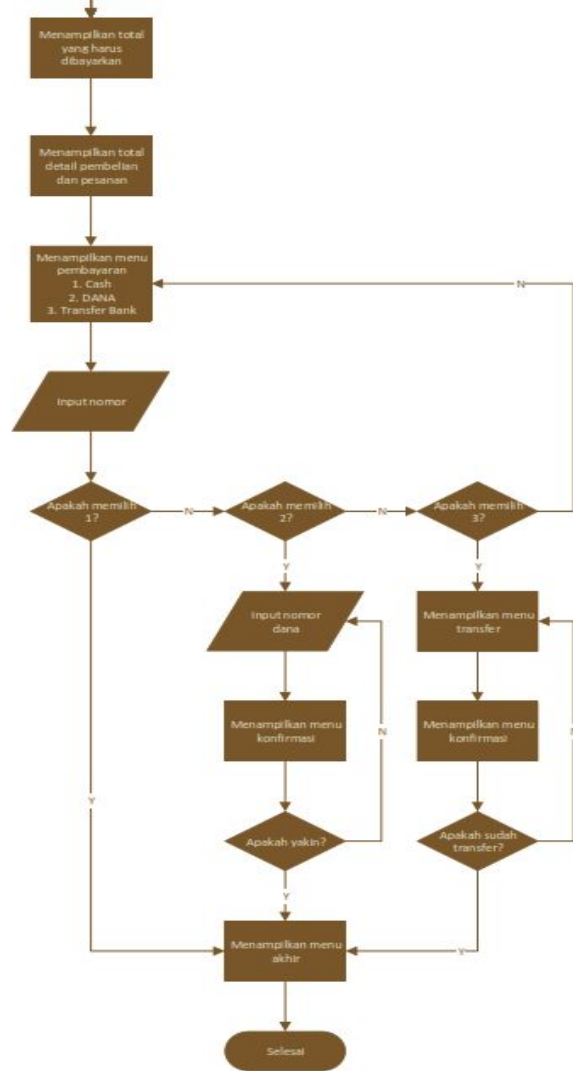 Menampilkan total
yang harus
dibayarkan
Menampilkan total
detail pembelian
dan pesanan
Menampilkan menu
pembayaran
1. Cash
2. DANA
3. Transfer Bank
N
Input nomor
Apakah memilih
1?
N
Apakah memilih
2?
N
Apakah memilih
3?
Y
Y
Input nomor
dana
Menampilkan menu
transfer
Menampilkan menu
konfirmasi
N
Menampilkan menu
konfirmasi
N
Y
Apakah yakin?
Apakah sudah
transfer?
Y
Menampilkan menu
akhir
Y
Selesai